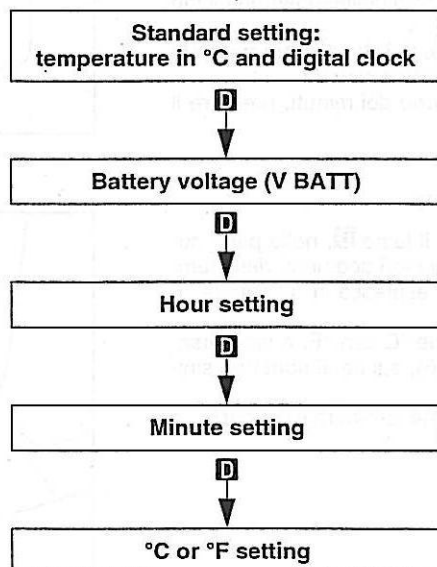 Standard setting:
temperature in °C and digital clock
D
Battery voltage (V BATT)
D
Hour setting
D
Minute setting
D
°C or °F setting